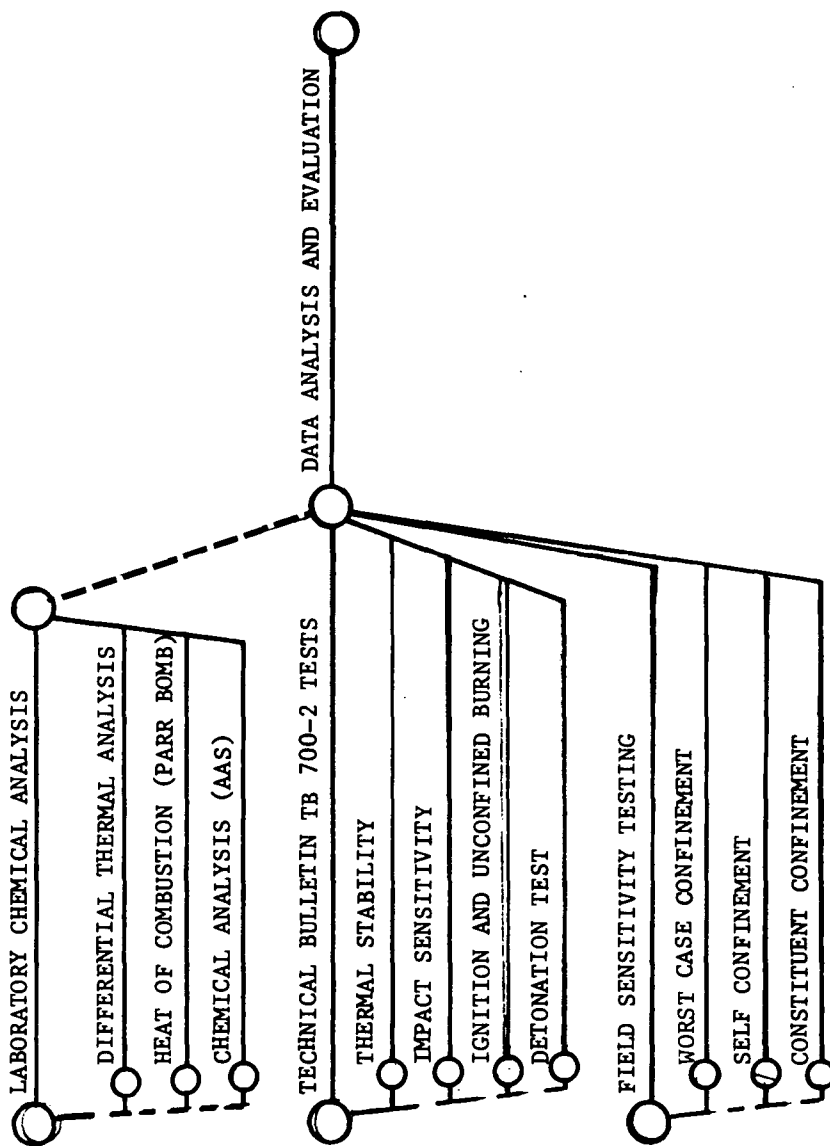 LABORATORY CHEMICAL ANALYSIS
DIFFERENTIAL THERMAL ANALYSIS
HEAT OF COMBUSTION (PARR BOMB)
CHEMICAL ANALYSIS (AAS)
TECHNICAL BULLETIN TB 700-2 TESTS
THERMAL STABILITY
IMPACT SENSITIVITY
IGNITION AND UNCONFINED BURNING
DETONATION TEST
FIELD SENSITIVITY TESTING
WORST CASE CONFINEMENT
SELF CONFINEMENT
CONSTITUENT CONFINEMENT
DATA ANALYSIS AND EVALUATION